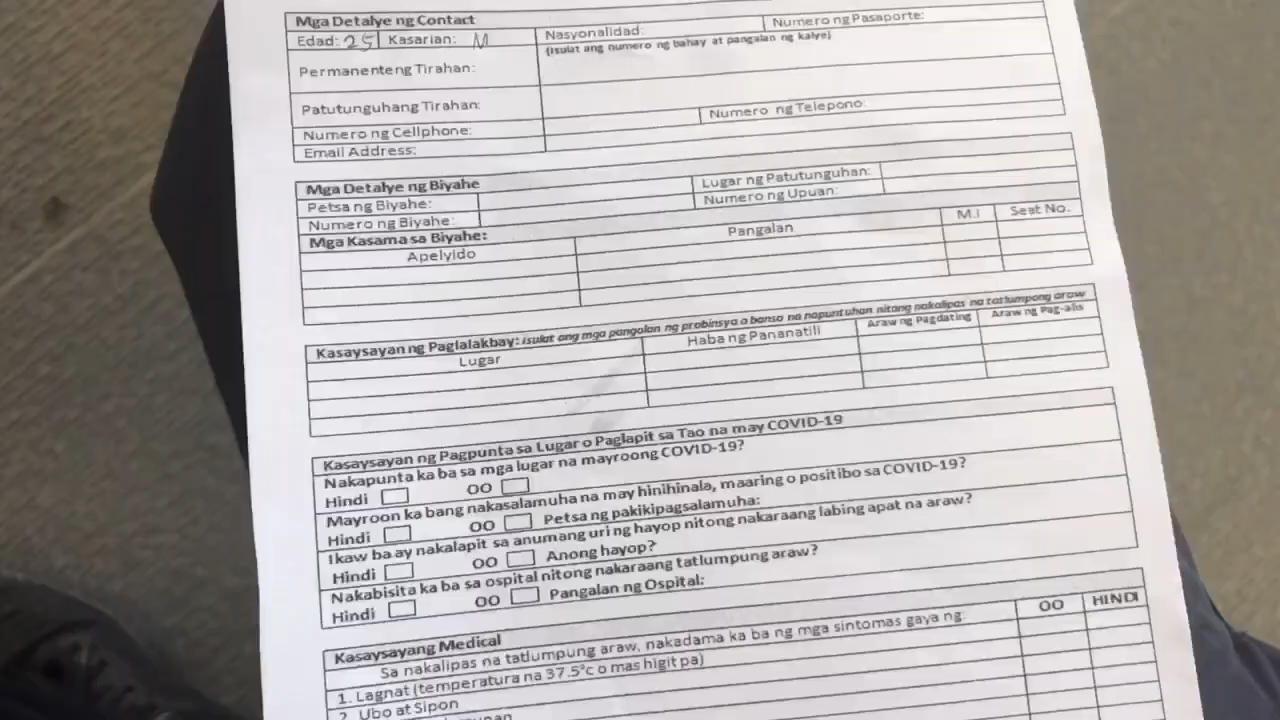 Mga Detalye ng Contact
Edad: 25 Kasarian: M Nasyonalidad: Numero ng Pasaporte:
(isulat ang numero ng bahay at pangalan ng kalye)
Permanenteng Tirahan:
Patutunguhang Tirahan:
Numero ng Cellphone: Numero ng Telepono:
Email Address:
Mga Detalye ng Biyahe
Petsa ng Biyahe: Lugar ng Patutunguhan:
Numero ng Biyahe: Numero ng Upuan:
Mga Kasama sa Biyahe:
Apelyido Pangalan M.I Seat No.
Kasaysayan ng Paglalakbay: isulat ang mga pangalan ng probinsya o bansa na napuntuhan nitong nakalipas na tatlumpong araw
Lugar Haba ng Pananatili Araw ng Pagdating Araw ng Pag-alis
Kasaysayan ng Pagpunta sa Lugar o Paglapit sa Tao na may COVID-19
Nakapunta ka ba sa mga lugar na mayroong COVID-19?
Hindi OO
Mayroon ka bang nakasalamuha na may hinihinala, maaring o positibo sa COVID-19?
Hindi OO Petsa ng pakikipagsalamuha:
Ikaw ba ay nakalapit sa anumang uri ng hayop nitong nakaraang labing apat na araw?
Hindi OO Anong hayop?
Nakabisita ka ba sa ospital nitong nakaraang tatlumpung araw?
Hindi OO Pangalan ng Ospital:
Kasaysayang Medical
Sa nakalipas na tatlumpung araw, nakadama ka ba ng mga sintomas gaya ng: OO HINDI
1. Lagnat (temperatura na 37.5°c o mas higit pa)
2. Ubo at Sipon